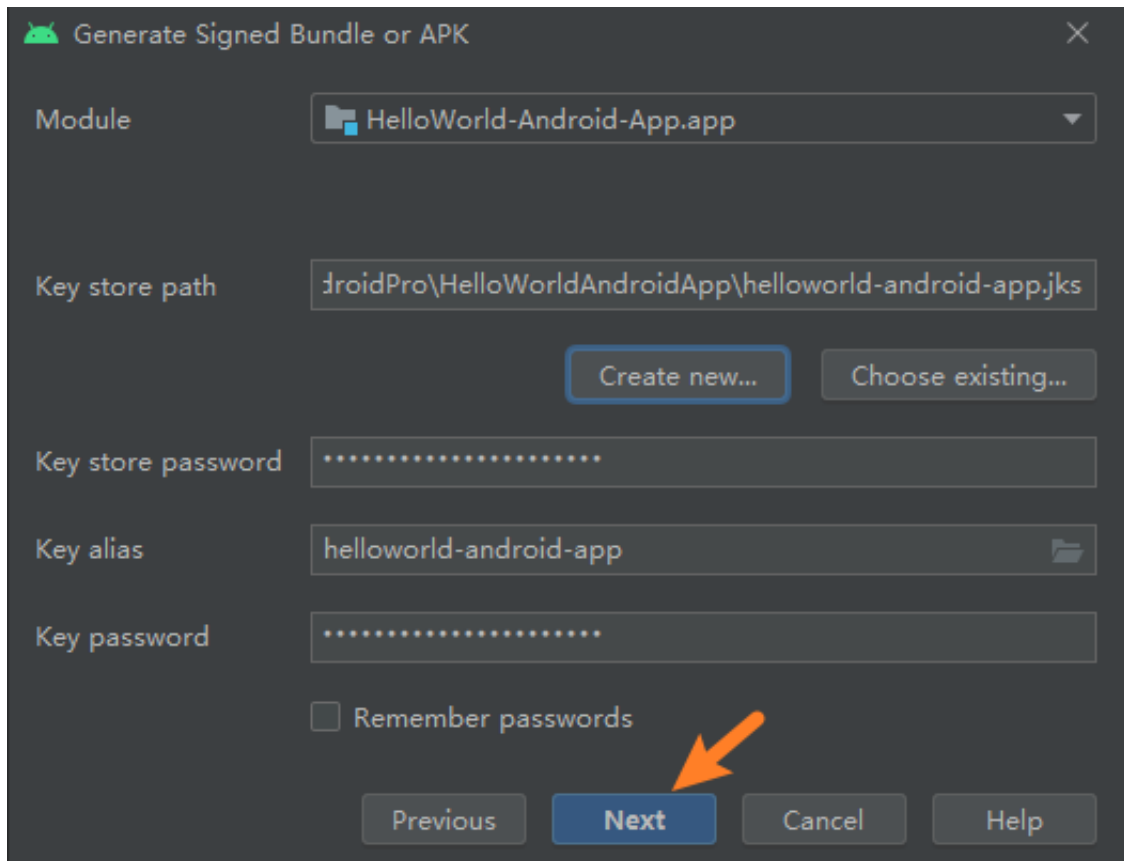 Generate Signed Bundle or APK
Module HelloWorld-Android-App.app
Key store path droidPro\HelloWorldAndroidApp\helloworld-android-app.jks
Create new... Choose existing...
Key store password ••••••••••••••••••••••
Key alias helloworld-android-app
Key password ••••••••••••••••••••••
Remember passwords
Previous Next Cancel Help